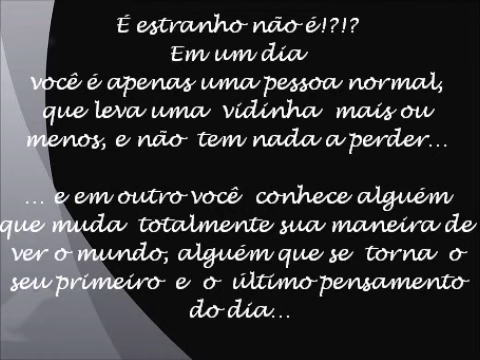 É estranho não é!?!?
Em um dia
você é apenas uma pessoa normal,
que leva uma vidinha mais ou
menos, e não tem nada a perder...
... e em outro você conhece alguém
que muda totalmente sua maneira de
ver o mundo, alguém que se torna o
seu primeiro e o último pensamento
do dia...